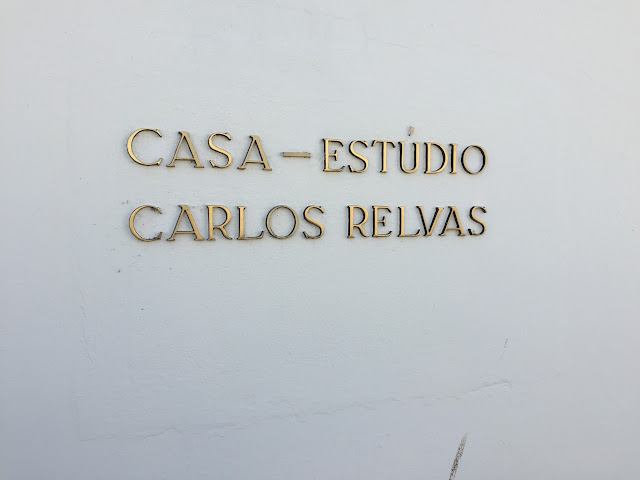 CASA – ESTÚDIO
CARLOS RELVAS